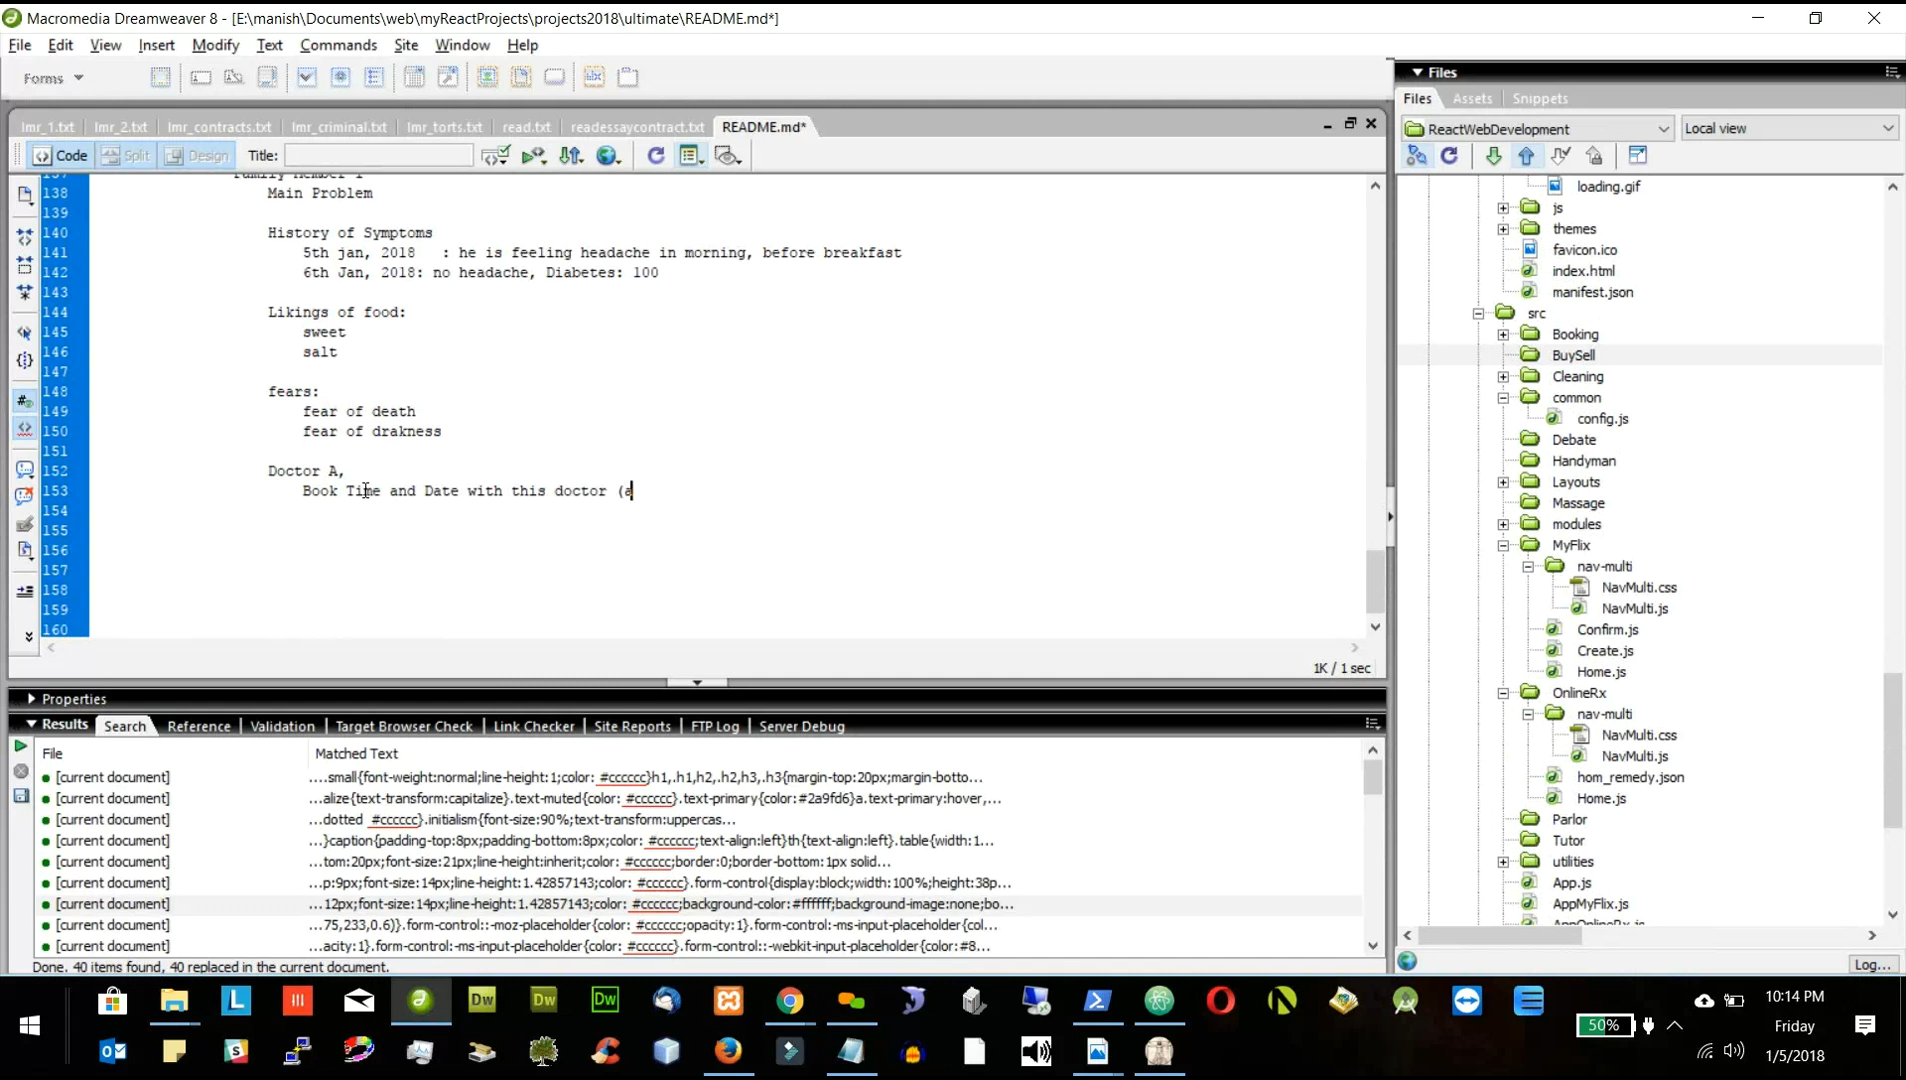 Macromedia Dreamweaver 8 - [E:\manish\Documents\web\myReactProjects\projects2018\ultimate\README.md*]
File Edit View Insert Modify Text Commands Site Window Help
Forms
lmr_1.txt lmr_2.txt lmr_contracts.txt lmr_criminal.txt lmr_torts.txt read.txt readessaycontract.txt README.md*
Code Split Design Title:
137 Family Member 1
138 Main Problem
139
140 History of Symptoms
141 5th jan, 2018 : he is feeling headache in morning, before breakfast
142 6th Jan, 2018: no headache, Diabetes: 100
143
144 Likings of food:
145 sweet
146 salt
147
148 fears:
149 fear of death
150 fear of drakness
151
152 Doctor A,
153 Book Time and Date with this doctor (a
154
155
156
157
158
159
160
1K / 1 sec
Properties
Results Search Reference Validation Target Browser Check Link Checker Site Reports FTP Log Server Debug
File Matched Text
[current document] ....small{font-weight:normal;line-height:1;color: #cccccc}h1,.h1,h2,.h2,h3,.h3{margin-top:20px;margin-botto...
[current document] ...alize{text-transform:capitalize}.text-muted{color: #cccccc}.text-primary{color:#2a9fd6}a.text-primary:hover,...
[current document] ...dotted #cccccc}.initialism{font-size:90%;text-transform:uppercas...
[current document] ...}caption{padding-top:8px;padding-bottom:8px;color: #cccccc;text-align:left}th{text-align:left}.table{width:1...
[current document] ...tom:20px;font-size:21px;line-height:inherit;color: #cccccc;border:0;border-bottom:1px solid...
[current document] ...p:9px;font-size:14px;line-height:1.42857143;color: #cccccc}.form-control{display:block;width:100%;height:38p...
[current document] ... 12px;font-size:14px;line-height:1.42857143;color: #cccccc;background-color:#ffffff;background-image:none;bo...
[current document] ...75,233,0.6)}.form-control::-moz-placeholder{color: #cccccc;opacity:1}.form-control:-ms-input-placeholder{col...
[current document] ...acity:1}.form-control:-ms-input-placeholder{color: #cccccc}.form-control::-webkit-input-placeholder{color:#8...
Done. 40 items found, 40 replaced in the current document.
Files
Files Assets Snippets
ReactWebDevelopment Local view
loading.gif
js
themes
favicon.ico
index.html
manifest.json
src
Booking
BuySell
Cleaning
common
config.js
Debate
Handyman
Layouts
Massage
modules
MyFlix
nav-multi
NavMulti.css
NavMulti.js
Confirm.js
Create.js
Home.js
OnlineRx
nav-multi
NavMulti.css
NavMulti.js
hom_remedy.json
Home.js
Parlor
Tutor
utilities
App.js
AppMyFlix.js
AppOnlineRx.js
Log...
Dw Dw Dw
50%
10:14 PM
Friday
1/5/2018